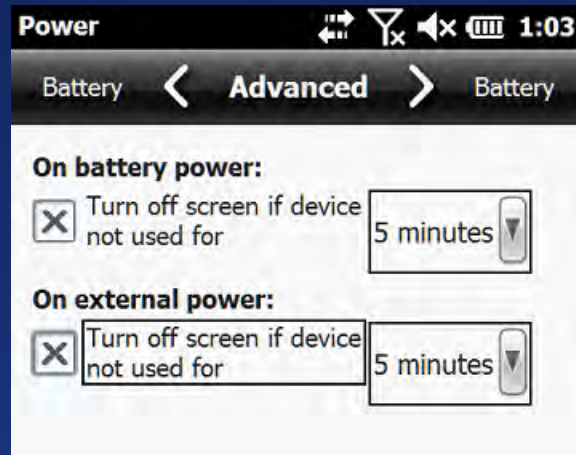 Power 1:03
Battery Advanced Battery
On battery power:
Turn off screen if device
not used for
5 minutes
On external power:
Turn off screen if device
not used for
5 minutes